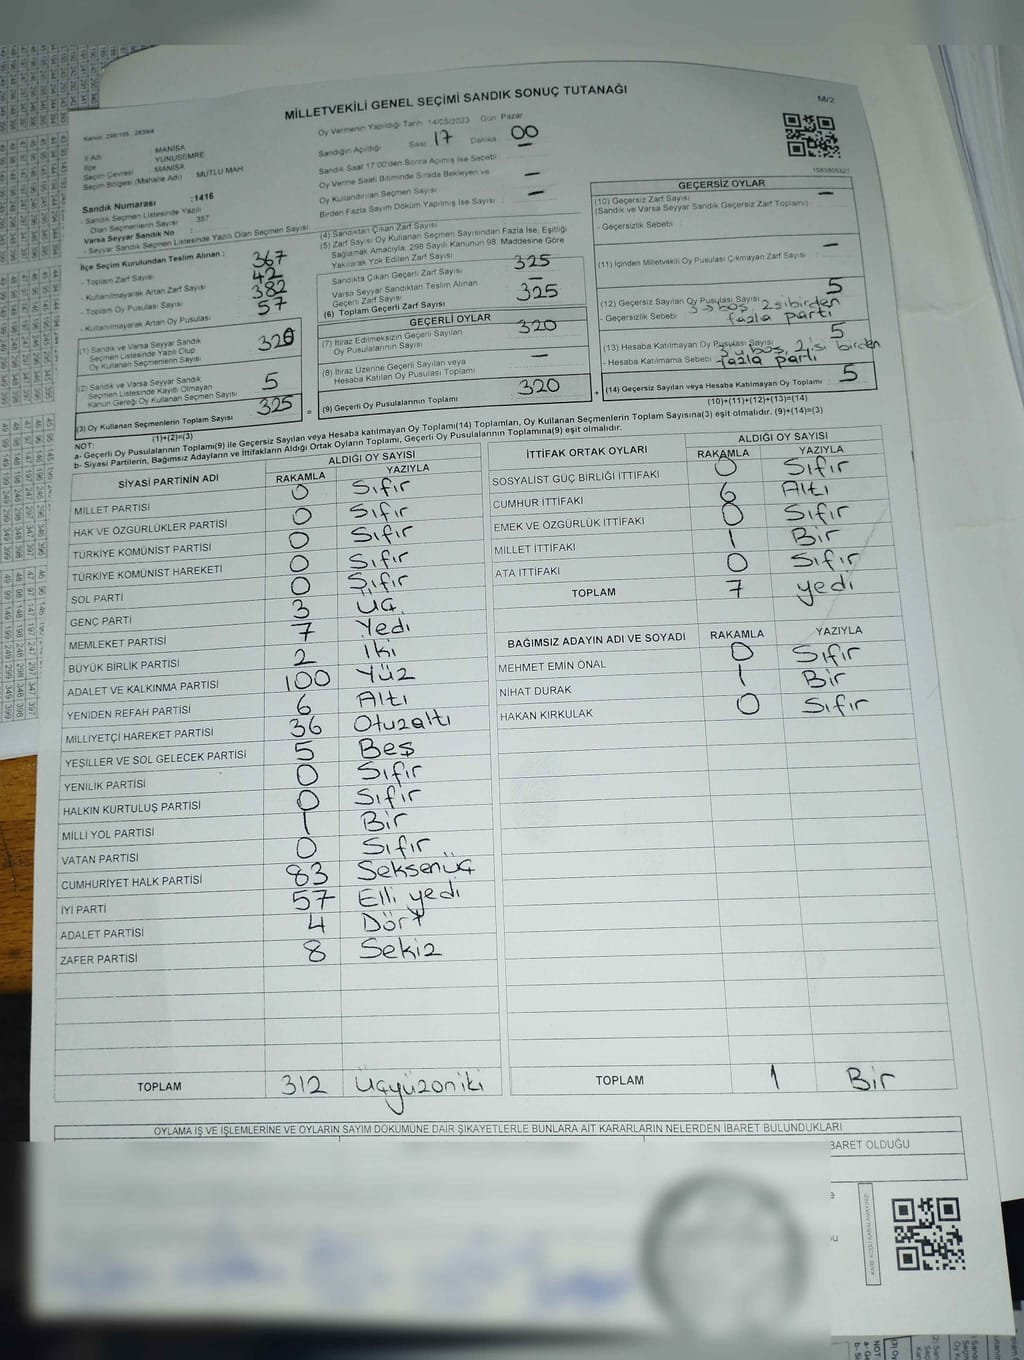 MİLLETVEKİLİ GENEL SEÇİMİ SANDIK SONUÇ TUTANAĞI
M/2
Oy Vermenin Yapıldığı Tarih 14/05/2023 Gün Pazar
Sandığın Açıldığı Saat 17 Dakika 00
Sandık Saat 17:00'den Sonra Açılmış İse Sebebi
Oy Verme Saati Bitiminde Sırada Bekleyen ve
Oy Kullandırılan Seçmen Sayısı –
Birden Fazla Sayım Döküm Yapılmış İse Sayısı –
İl Adı MANİSA
İlçe YUNUSEMRE
Seçim Çevresi MANİSA
Seçim Bölgesi (Mahalle Adı) MUTLU MAH
Sandık Numarası :1416
- Sandık Seçmen Listesinde Yazılı
Olan Seçmenlerin Sayısı : 357
Varsa Seyyar Sandık No
- Seyyar Sandık Seçmen Listesinde Yazılı Olan Seçmen Sayısı
İlçe Seçim Kurulundan Teslim Alınan :
- Toplam Zarf Sayısı 367
- Kullanılmayarak Artan Zarf Sayısı 42
- Toplam Oy Pusulası Sayısı 382
- Kullanılmayarak Artan Oy Pusulası 57
(1) Sandık ve Varsa Seyyar Sandık
Seçmen Listesinde Yazılı Olup
Oy Kullanan Seçmenlerin Sayısı 320
(2) Sandık ve Varsa Seyyar Sandık
Seçmen Listesinde Kayıtlı Olmayan
Kanun Gereği Oy Kullanan Seçmen Sayısı 5
(3) Oy Kullanan Seçmenlerin Toplam Sayısı 325
(1)+(2)=(3)
(4) Sandıktan Çıkan Zarf Sayısı
(5) Zarf Sayısı Oy Kullanan Seçmen Sayısından Fazla İse, Eşitliği
Sağlamak Amacıyla, 298 Sayılı Kanunun 98. Maddesine Göre
Yakılarak Yok Edilen Zarf Sayısı
Sandıkta Çıkan Geçerli Zarf Sayısı 325
Varsa Seyyar Sandıktan Teslim Alınan
Geçerli Zarf Sayısı –
(6) Toplam Geçerli Zarf Sayısı 325
GEÇERLİ OYLAR
(7) İtiraz Edilmeksizin Geçerli Sayılan
Oy Pusulalarının Sayısı 320
(8) İtiraz Üzerine Geçerli Sayılan veya
Hesaba Katılan Oy Pusulası Toplamı –
(9) Geçerli Oy Pusulalarının Toplamı 320
1083805527
GEÇERSİZ OYLAR
(10) Geçersiz Zarf Sayısı –
(Sandık ve Varsa Seyyar Sandık Geçersiz Zarf Toplamı)
- Geçersizlik Sebebi
(11) İçinden Milletvekili Oy Pusulası Çıkmayan Zarf Sayısı –
(12) Geçersiz Sayılan Oy Pusulası Sayısı 5
- Geçersizlik Sebebi : boş, 2si birden
fazla parti
(13) Hesaba Katılmayan Oy Pusulası Sayısı 5
- Hesaba Katılmama Sebebi boş, 2isi birden
fazla parti
(14) Geçersiz Sayılan veya Hesaba Katılmayan Oy Toplamı 5
(10)+(11)+(12)+(13)=(14)
NOT:
a- Geçerli Oy Pusulalarının Toplamı(9) ile Geçersiz Sayılan veya Hesaba katılmayan Oy Toplamı(14) Toplamları, Oy Kullanan Seçmenlerin Toplam Sayısına(3) eşit olmalıdır. (9)+(14)=(3)
b- Siyasi Partilerin, Bağımsız Adayların ve İttifakların Aldığı Ortak Oyların Toplamı, Geçerli Oy Pusulalarının Toplamına(9) eşit olmalıdır.
SİYASİ PARTİNİN ADI
ALDIĞI OY SAYISI
RAKAMLA YAZIYLA
MİLLET PARTİSİ 0 Sıfır
HAK VE ÖZGÜRLÜKLER PARTİSİ 0 Sıfır
TÜRKİYE KOMÜNİST PARTİSİ 0 Sıfır
TÜRKİYE KOMÜNİST HAREKETİ 0 Sıfır
SOL PARTİ 0 Sıfır
GENÇ PARTİ 3 Üç
MEMLEKET PARTİSİ 7 Yedi
BÜYÜK BİRLİK PARTİSİ 2 İki
ADALET VE KALKINMA PARTİSİ 100 Yüz
YENİDEN REFAH PARTİSİ 6 Altı
MİLLİYETÇİ HAREKET PARTİSİ 36 Otuzaltı
YEŞİLLER VE SOL GELECEK PARTİSİ 5 Beş
YENİLİK PARTİSİ 0 Sıfır
HALKIN KURTULUŞ PARTİSİ 0 Sıfır
MİLLİ YOL PARTİSİ 1 Bir
VATAN PARTİSİ 0 Sıfır
CUMHURİYET HALK PARTİSİ 83 Seksenüç
İYİ PARTİ 57 Elli yedi
ADALET PARTİSİ 4 Dört
ZAFER PARTİSİ 8 Sekiz
TOPLAM 312 Üçyüzoniki
İTTİFAK ORTAK OYLARI
ALDIĞI OY SAYISI
RAKAMLA YAZIYLA
SOSYALİST GÜÇ BİRLİĞİ İTTİFAKI 0 Sıfır
CUMHUR İTTİFAKI 6 Altı
EMEK VE ÖZGÜRLÜK İTTİFAKI 0 Sıfır
MİLLET İTTİFAKI 1 Bir
ATA İTTİFAKI 0 Sıfır
TOPLAM 7 yedi
BAĞIMSIZ ADAYIN ADI VE SOYADI RAKAMLA YAZIYLA
MEHMET EMİN ÖNAL 0 Sıfır
NİHAT DURAK 1 Bir
HAKAN KIRKULAK 0 Sıfır
TOPLAM 1 Bir
OYLAMA İŞ VE İŞLEMLERİNE VE OYLARIN SAYIM DÖKÜMÜNE DAİR ŞİKAYETLERLE BUNLARA AİT KARARLARIN NELERDEN İBARET BULUNDUKLARI
BARET OLDUĞU